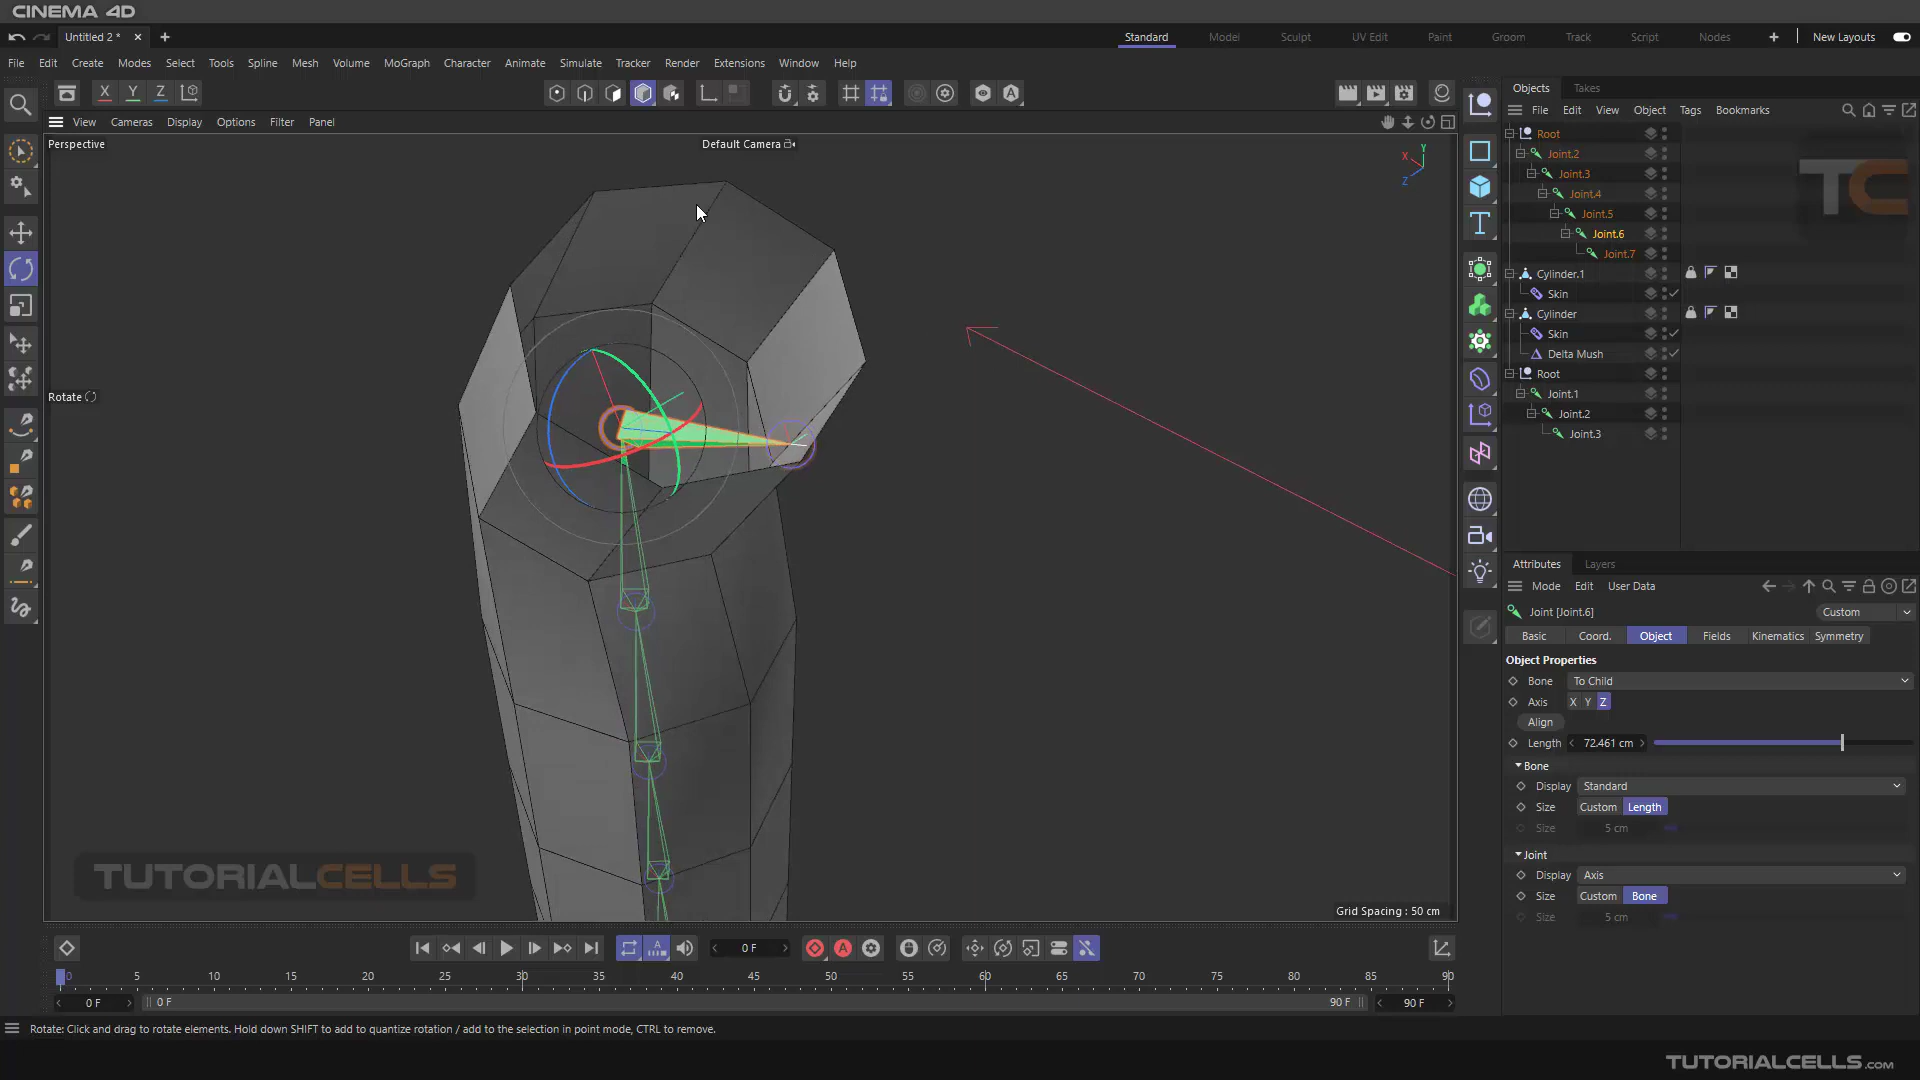 CINEMA 4D
Untitled 2 *
Standard Model Sculpt UV Edit Paint Groom Track Script Nodes New Layouts
File Edit Create Modes Select Tools Spline Mesh Volume MoGraph Character Animate Simulate Tracker Render Extensions Window Help
X Y Z
View Cameras Display Options Filter Panel
Perspective
Default Camera
Y
X
Z
Rotate
TUTORIALCELLS
Grid Spacing : 50 cm
Objects Takes
File Edit View Object Tags Bookmarks
TC
Root
Joint.2
Joint.3
Joint.4
Joint.5
Joint.6
Joint.7
Cylinder.1
Skin
Cylinder
Skin
Delta Mush
Root
Joint.1
Joint.2
Joint.3
Attributes Layers
Mode Edit User Data
Joint [Joint.6] Custom
Basic Coord. Object Fields Kinematics Symmetry
Object Properties
Bone To Child
Axis X Y Z
Align
Length 72.461 cm
Bone
Display Standard
Size Custom Length
Size 5 cm
Joint
Display Axis
Size Custom Bone
Size 5 cm
0 F
0 5 10 15 20 25 30 35 40 45 50 55 60 65 70 75 80 85 90
0 F 0 F 90 F 90 F
Rotate: Click and drag to rotate elements. Hold down SHIFT to add to quantize rotation / add to the selection in point mode, CTRL to remove.
TUTORIALCELLS.com